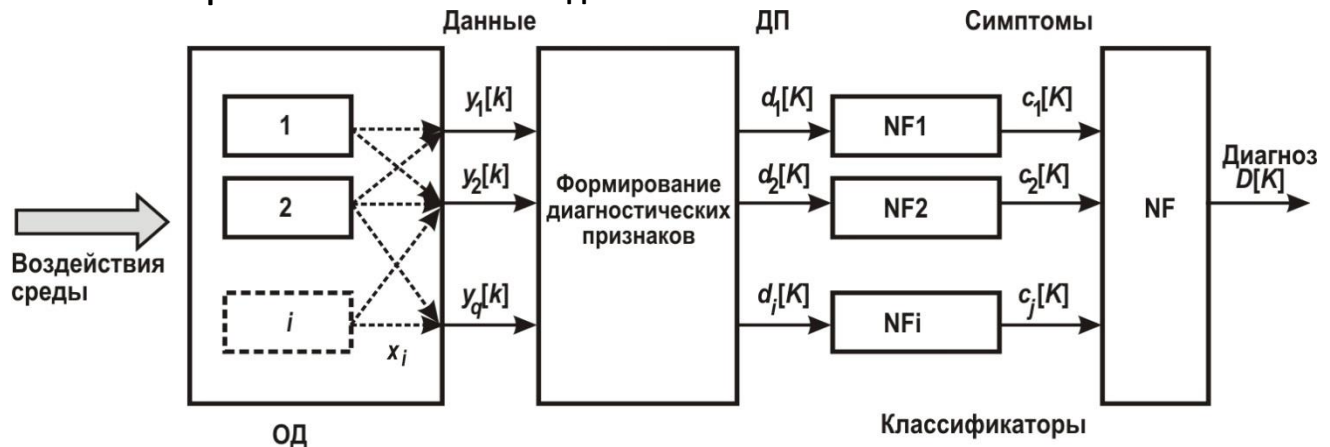 Данные
ДП
Симптомы
1
2
i
x i
y1[k]
y2[k]
yq[k]
Формирование
диагностических
признаков
d1[K]
d2[K]
di[K]
NF1
NF2
NFi
c1[K]
c2[K]
cj[K]
NF
Диагноз
D[K]
Воздействия
среды
ОД
Классификаторы